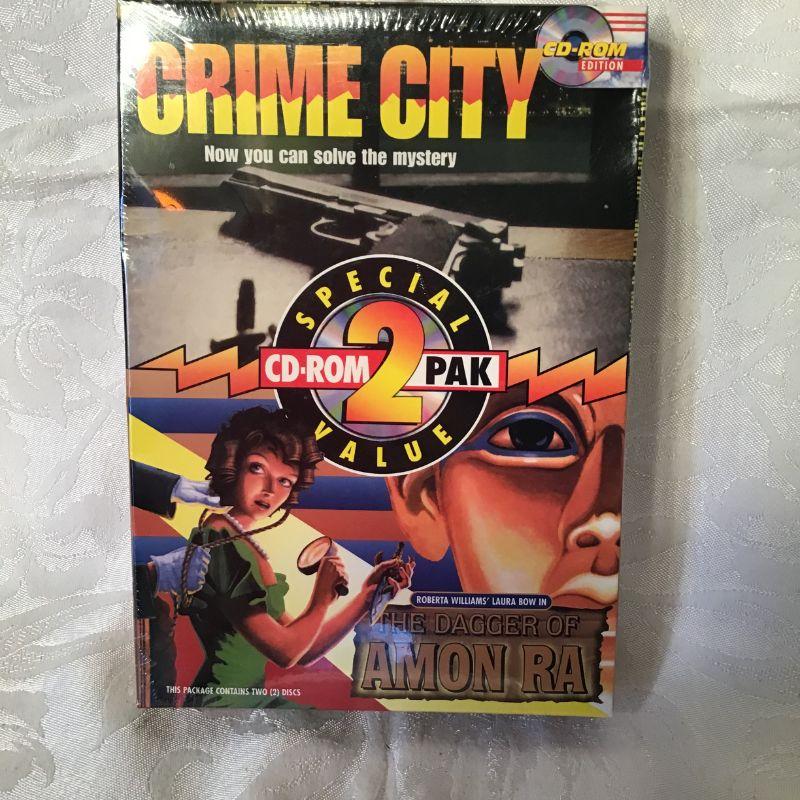 CRIME CITY
CD-ROM
EDITION
Now you can solve the mystery
SPECIAL
CD-ROM 2 PAK
VALUE
ROBERTA WILLIAMS' LAURA BOW IN
THE DAGGER OF
AMON RA
THIS PACKAGE CONTAINS TWO (2) DISCS